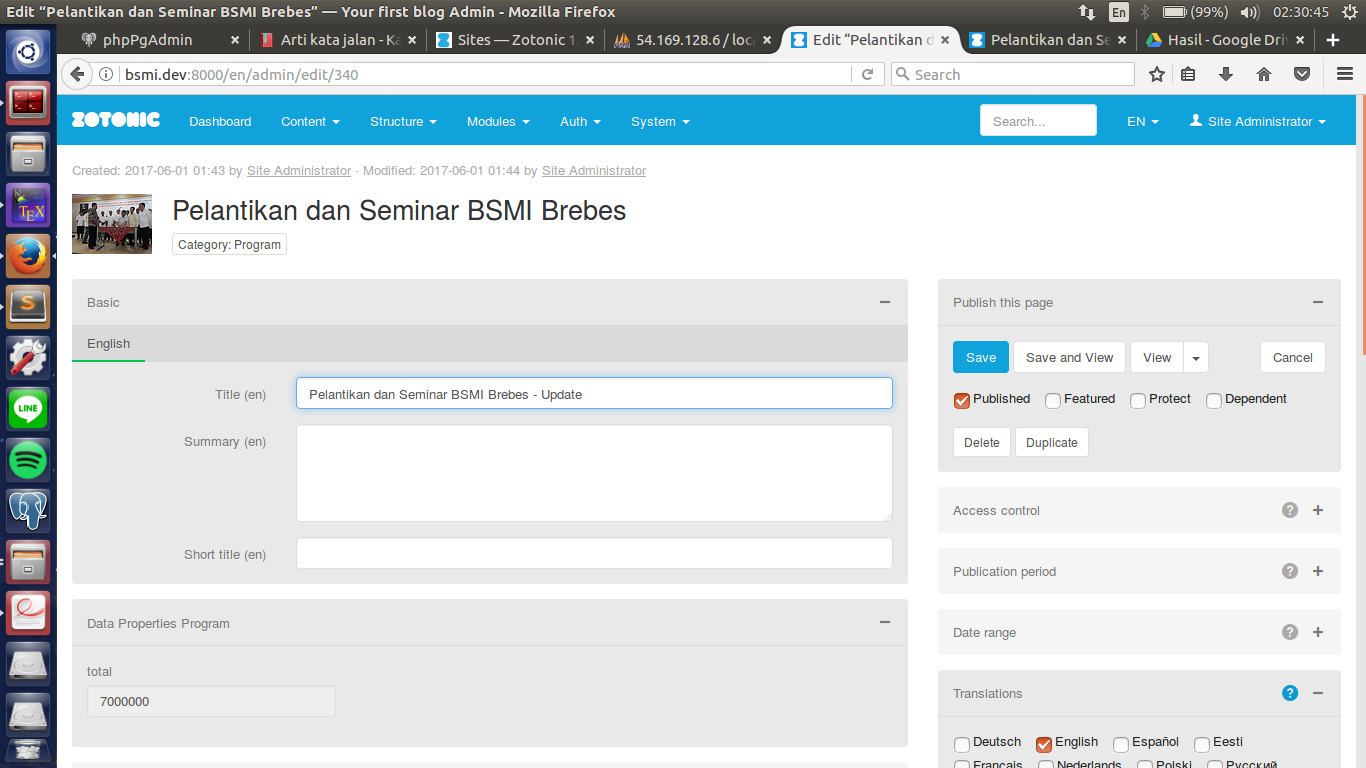 Edit “Pelantikan dan Seminar BSMI Brebes” — Your first blog Admin - Mozilla Firefox
En (99%) 02:30:45
phpPgAdmin × Arti kata jalan - Ka × Sites — Zotonic 1. × 54.169.128.6 / loca × Edit “Pelantikan d × Pelantikan dan Se × Hasil - Google Driv × +
bsmi.dev:8000/en/admin/edit/340 Search
ZOTONIC Dashboard Content Structure Modules Auth System Search... EN Site Administrator
Created: 2017-06-01 01:43 by Site Administrator · Modified: 2017-06-01 01:44 by Site Administrator
Pelantikan dan Seminar BSMI Brebes
Category: Program
Basic
English
Title (en) Pelantikan dan Seminar BSMI Brebes - Update
Summary (en)
Short title (en)
Data Properties Program
total
7000000
Publish this page
Save Save and View View Cancel
Published Featured Protect Dependent
Delete Duplicate
Access control ? +
Publication period ? +
Date range ? +
Translations ?
Deutsch English Español Eesti
Français Nederlands Polski Русский
TEX
S
LINE